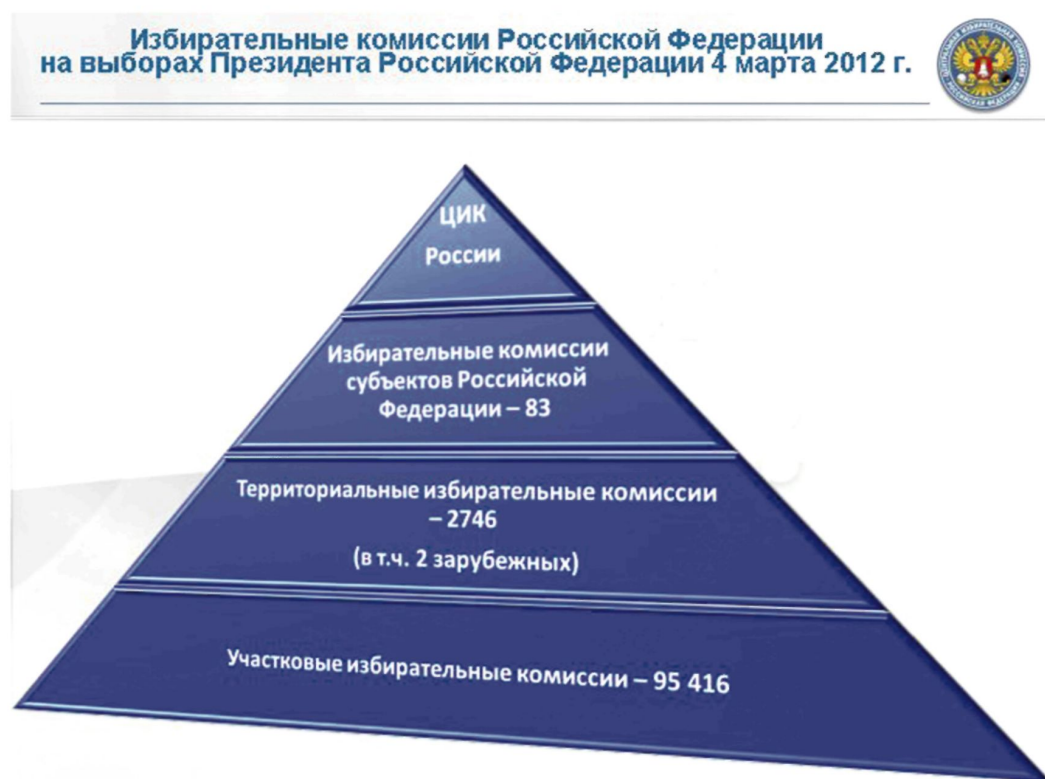 Избирательные комиссии Российской Федерации
на выборах Президента Российской Федерации 4 марта 2012 г.
ЦИК
России
Избирательные комиссии
субъектов Российской
Федерации – 83
Территориальные избирательные комиссии
– 2746
(в т.ч. 2 зарубежных)
Участковые избирательные комиссии – 95 416